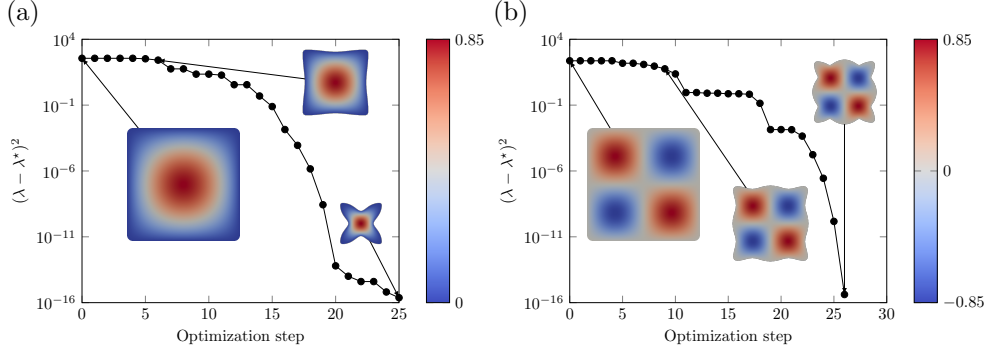 (a)
10^4
10^-1
10^-6
10^-11
10^-16
(λ − λ*)^2
0 5 10 15 20 25
Optimization step
0.85
0
(b)
10^4
10^-1
10^-6
10^-11
10^-16
(λ − λ*)^2
0 5 10 15 20 25 30
Optimization step
0.85
0
−0.85